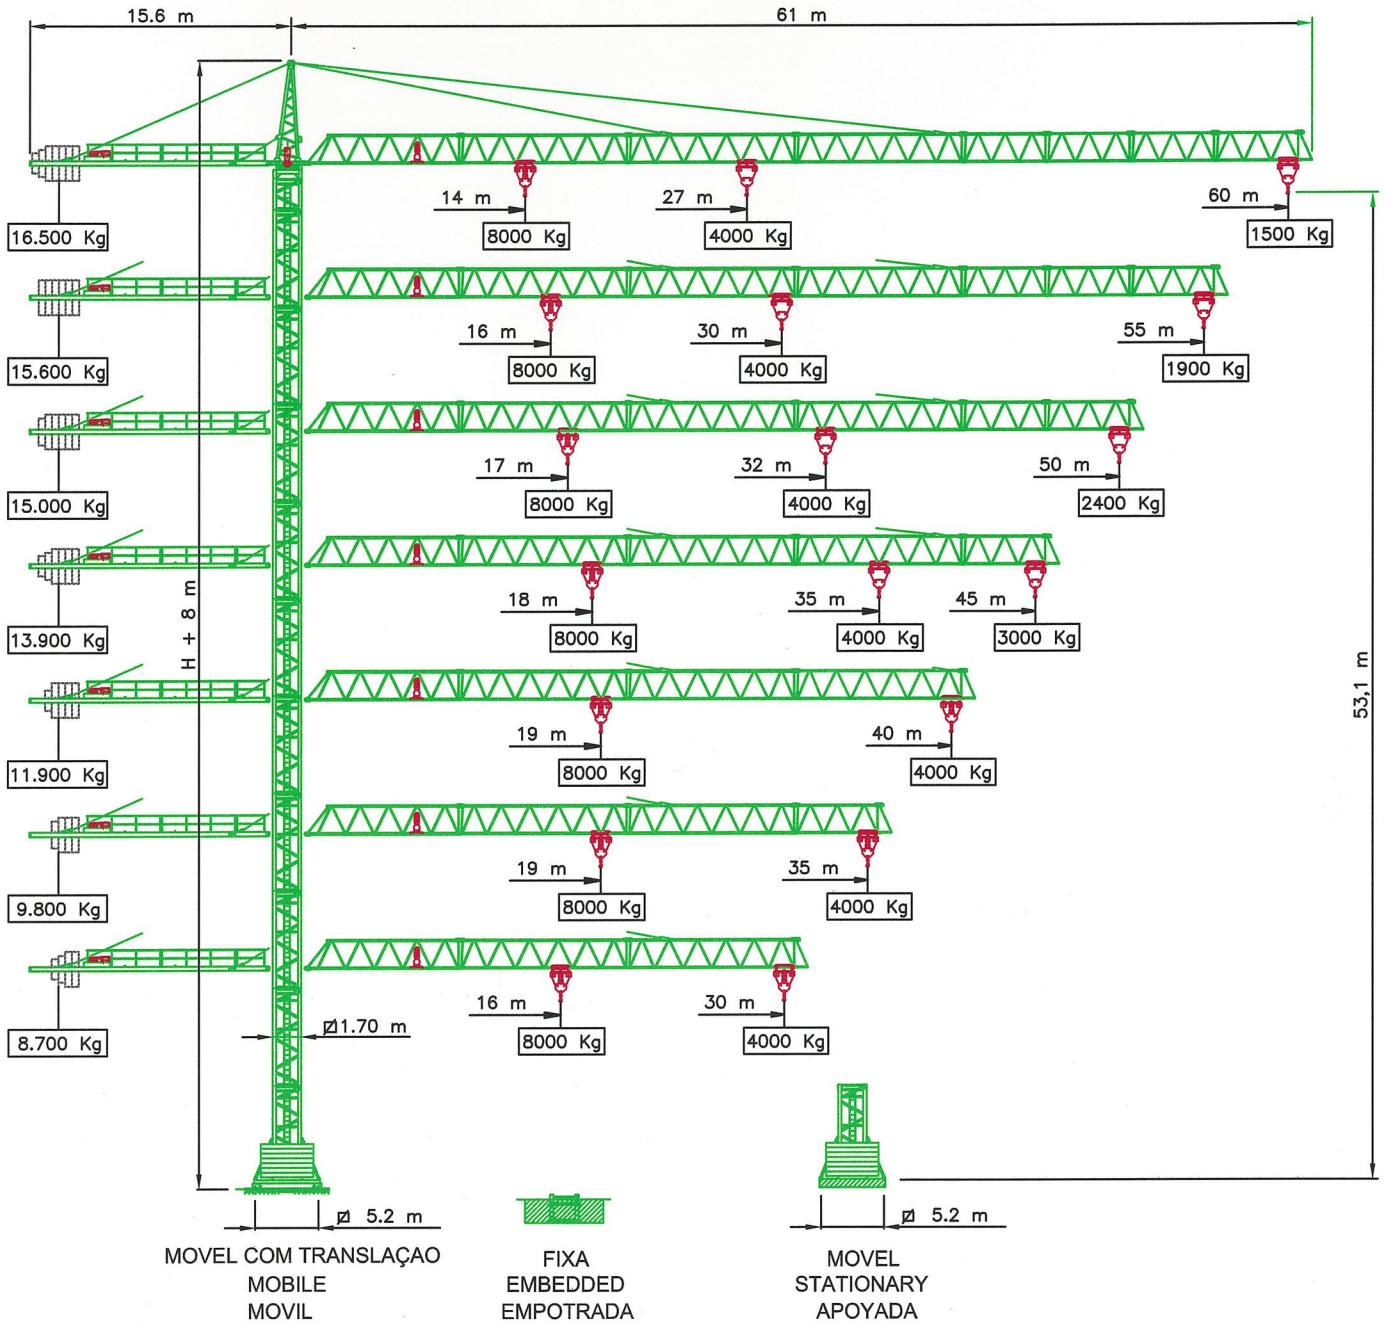 15.6 m
61 m
14 m
27 m
60 m
16.500 Kg
8000 Kg
4000 Kg
1500 Kg
16 m
30 m
55 m
15.600 Kg
8000 Kg
4000 Kg
1900 Kg
17 m
32 m
50 m
15.000 Kg
8000 Kg
4000 Kg
2400 Kg
18 m
35 m
45 m
13.900 Kg
8000 Kg
4000 Kg
3000 Kg
H + 8 m
53,1 m
19 m
40 m
11.900 Kg
8000 Kg
4000 Kg
19 m
35 m
9.800 Kg
8000 Kg
4000 Kg
16 m
30 m
8.700 Kg
8000 Kg
4000 Kg
1.70 m
5.2 m
5.2 m
MOVEL COM TRANSLAÇAO
MOBILE
MOVIL
FIXA
EMBEDDED
EMPOTRADA
MOVEL
STATIONARY
APOYADA